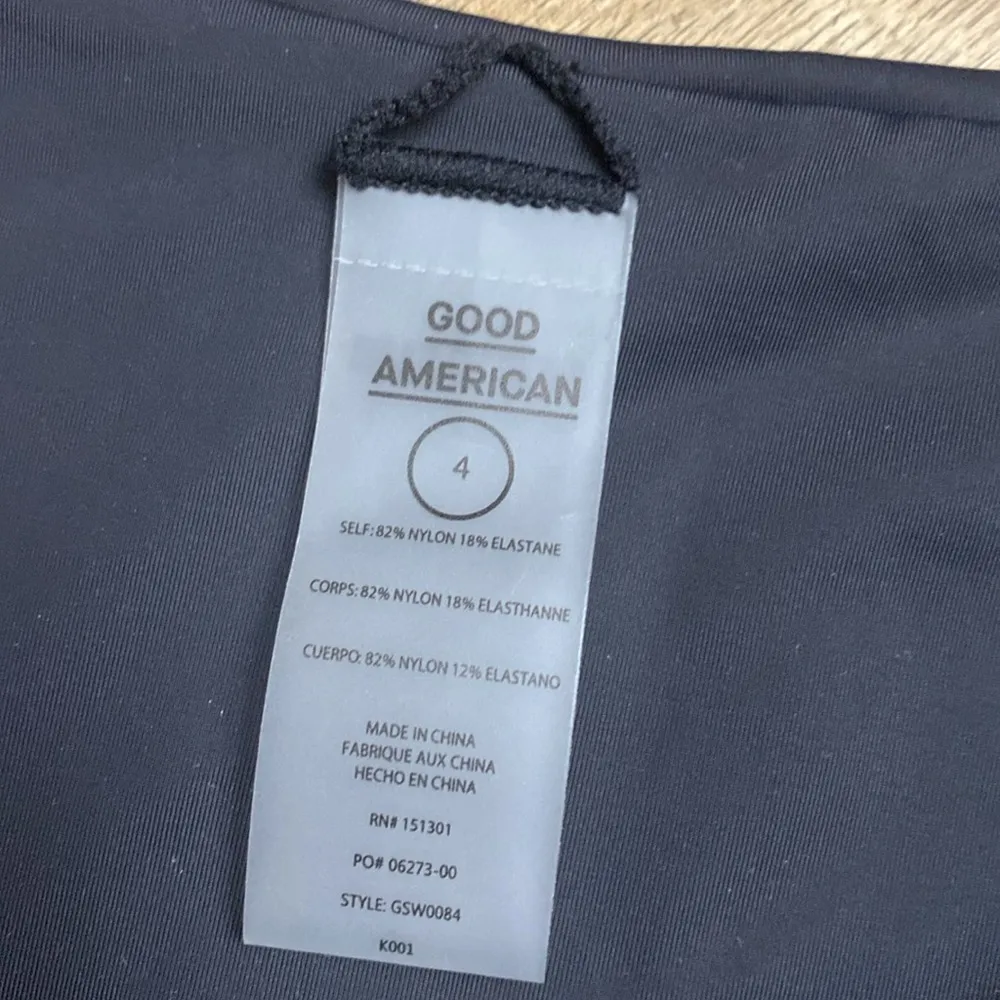 GOOD
AMERICAN
4
SELF: 82% NYLON 18% ELASTANE
CORPS: 82% NYLON 18% ELASTHANNE
CUERPO: 82% NYLON 12% ELASTANO
MADE IN CHINA
FABRIQUE AUX CHINA
HECHO EN CHINA
RN# 151301
PO# 06273-00
STYLE: GSW0084
K001